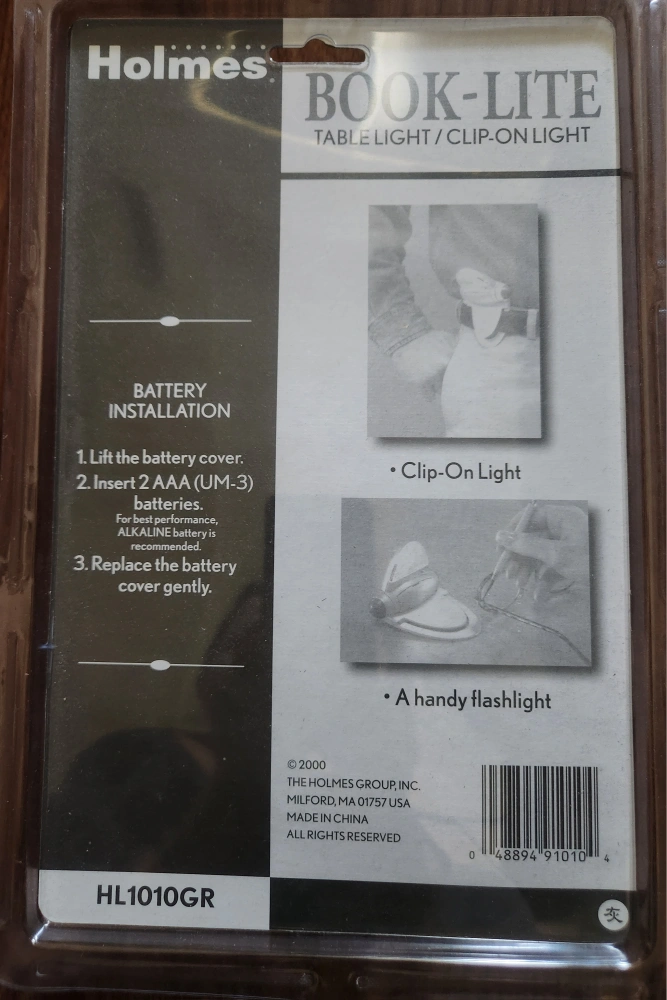 Holmes
BOOK-LITE
TABLE LIGHT / CLIP-ON LIGHT
BATTERY
INSTALLATION
1. Lift the battery cover.
2. Insert 2 AAA (UM-3)
batteries.
For best performance,
ALKALINE battery is
recommended.
3. Replace the battery
cover gently.
• Clip-On Light
• A handy flashlight
© 2000
THE HOLMES GROUP, INC.
MILFORD, MA 01757 USA
MADE IN CHINA
ALL RIGHTS RESERVED
0 48894 91010 4
HL1010GR
灰